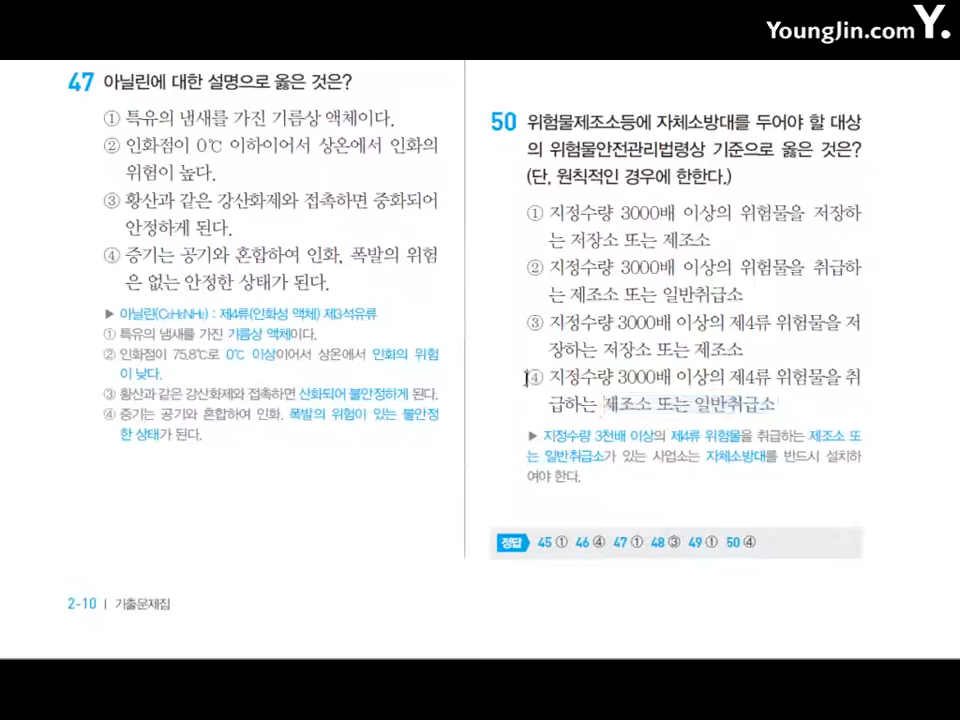 YoungJin.com Y.
47 아닐린에 대한 설명으로 옳은 것은?
① 특유의 냄새를 가진 기름상 액체이다.
② 인화점이 0℃ 이하이어서 상온에서 인화의
위험이 높다.
③ 황산과 같은 강산화제와 접촉하면 중화되어
안정하게 된다.
④ 증기는 공기와 혼합하여 인화, 폭발의 위험
은 없는 안정한 상태가 된다.
▶ 아닐린(C₆H₅NH₂) : 제4류(인화성 액체) 제3석유류
① 특유의 냄새를 가진 기름상 액체이다.
② 인화점이 75.8℃로 0℃ 이상이어서 상온에서 인화의 위험
이 낮다.
③ 황산과 같은 강산화제와 접촉하면 산화되어 불안정하게 된다.
④ 증기는 공기와 혼합하여 인화, 폭발의 위험이 있는 불안정
한 상태가 된다.
2-10 | 기출문제집
50 위험물제조소등에 자체소방대를 두어야 할 대상
의 위험물안전관리법령상 기준으로 옳은 것은?
(단, 원칙적인 경우에 한한다.)
① 지정수량 3000배 이상의 위험물을 저장하
는 저장소 또는 제조소
② 지정수량 3000배 이상의 위험물을 취급하
는 제조소 또는 일반취급소
③ 지정수량 3000배 이상의 제4류 위험물을 저
장하는 저장소 또는 제조소
④ 지정수량 3000배 이상의 제4류 위험물을 취
급하는 제조소 또는 일반취급소
▶ 지정수량 3천배 이상의 제4류 위험물을 취급하는 제조소 또
는 일반취급소가 있는 사업소는 자체소방대를 반드시 설치하
여야 한다.
정답 45 ① 46 ④ 47 ① 48 ③ 49 ① 50 ④